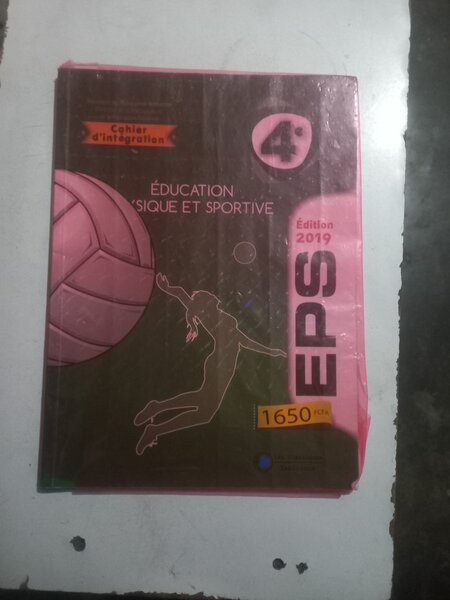 Cahier
d'intégration
4e
ÉDUCATION
SIQUE ET SPORTIVE
Édition
2019
EPS
1650 FCFA